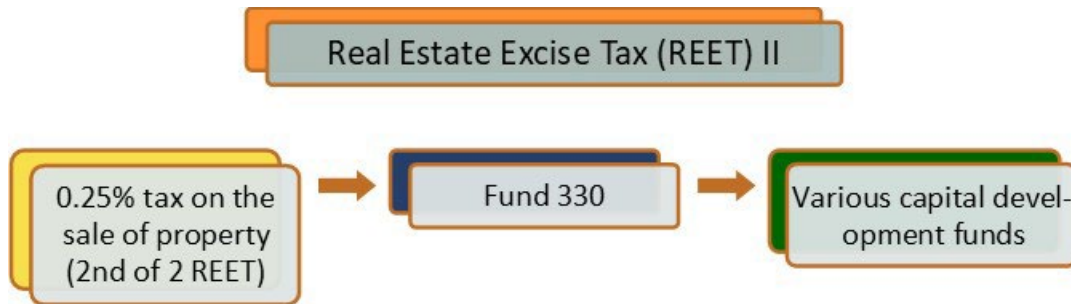 Real Estate Excise Tax (REET) II
0.25% tax on the
sale of property
(2nd of 2 REET)
Fund 330
Various capital devel-
opment funds